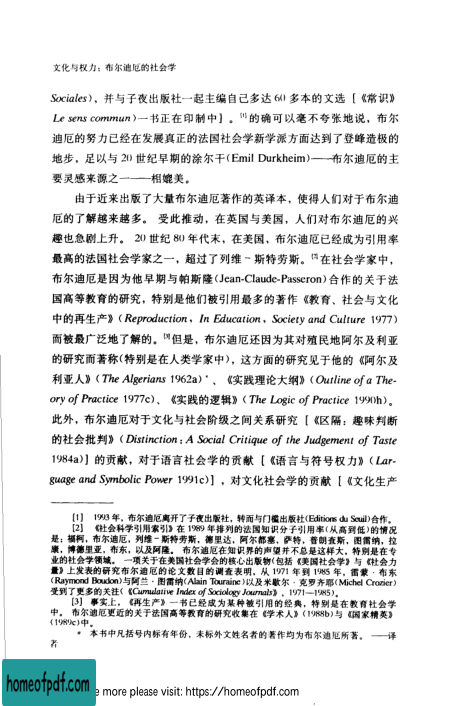 文化与权力：布尔迪厄的社会学
Sociales)，并与子夜出版社一起主编自己多达 60 多本的文选 [《常识》
Le sens commun）一书正在印制中］。[1]的确可以毫不夸张地说，布尔
迪厄的努力已经在发展真正的法国社会学新学派方面达到了登峰造极的
地步，足以与 20 世纪早期的涂尔干(Emil Durkheim)——布尔迪厄的主
要灵感来源之一——相媲美。
由于近来出版了大量布尔迪厄著作的英译本，使得人们对于布尔迪
厄的了解越来越多。 受此推动，在英国与美国，人们对布尔迪厄的兴
趣也急剧上升。 20 世纪 80 年代末，在美国，布尔迪厄已经成为引用率
最高的法国社会学家之一，超过了列维－斯特劳斯。[2]在社会学家中，
布尔迪厄是因为他早期与帕斯隆(Jean-Claude-Passeron)合作的关于法
国高等教育的研究，特别是他们被引用最多的著作《教育、社会与文化
中的再生产》(Reproduction, In Education, Society and Culture 1977)
而被最广泛地了解的。[3]但是，布尔迪厄还因为其对殖民地阿尔及利亚
的研究而著称(特别是在人类学家中)，这方面的研究见于他的《阿尔及
利亚人》(The Algerians 1962a)*、《实践理论大纲》(Outline of a The-
ory of Practice 1977c)、《实践的逻辑》(The Logic of Practice 1990h)。
此外，布尔迪厄对于文化与社会阶级之间关系研究［《区隔：趣味判断
的社会批判》(Distinction: A Social Critique of the Judgement of Taste
1984a)］的贡献，对于语言社会学的贡献［《语言与符号权力》(Lan-
guage and Symbolic Power 1991c)］，对文化社会学的贡献［《文化生产
[1] 1993 年，布尔迪厄离开了子夜出版社，转而与门槛出版社(Editions du Seuil)合作。
[2] 《社会科学引用索引》在 1989 年排列的法国知识分子引用率(从高到低)的情况
是：福柯，布尔迪厄，列维－斯特劳斯，德里达，阿尔都塞，萨特，普朗查斯，图雷纳，拉
康，博德里亚，布东，以及阿隆。 布尔迪厄在知识界的声望并不总是这样大，特别是在专
业的社会学领域。 一项关于在美国社会学会的核心出版物(包括《美国社会学》与《社会力
量》上发表的研究布尔迪厄的论文数目的调查表明，从 1971 年到 1985 年，雷蒙·布东
(Raymond Boudon)与阿兰·图雷纳(Alain Touraine)以及米歇尔·克罗齐耶(Michel Crozier)
受到了更多的关注(《Cumulative Index of Sociology Journals》，1971—1985)。
[3] 事实上，《再生产》一书已经成为某种被引用的经典，特别是在教育社会学
中。 布尔迪厄更近的关于法国高等教育的研究收集在《学术人》(1988b)与《国家精英》
(1989c)中。
* 本书中凡括号内标有年份，未标外文姓名者的著作均为布尔迪厄所著。 ——译
者
homeofpdf.com
e more please visit: https://homeofpdf.com